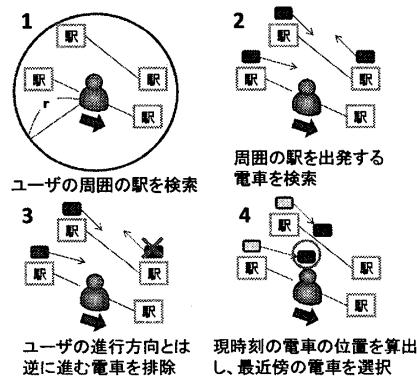 1
駅
駅
駅
駅
r
ユーザの周囲の駅を検索
2
駅
駅
駅
駅
周囲の駅を出発する
電車を検索
3
駅
駅
駅
駅
ユーザの進行方向とは
逆に進む電車を排除
4
駅
駅
駅
駅
現時刻の電車の位置を算出
し、最近傍の電車を選択